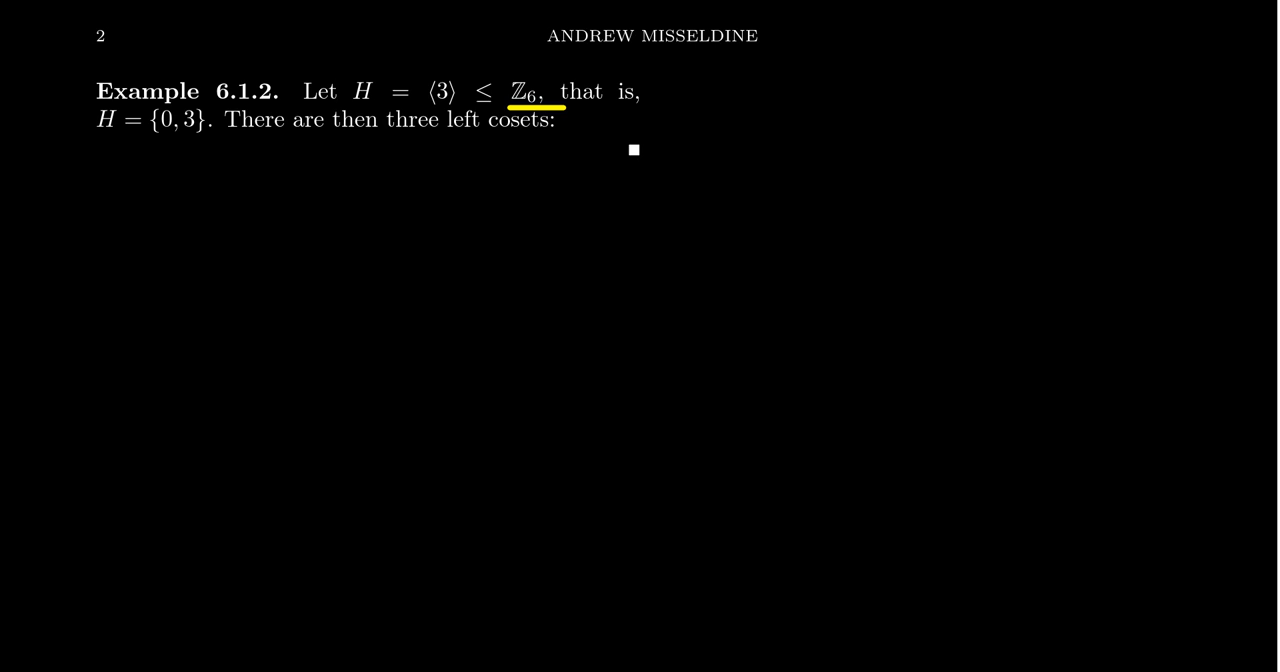 2
ANDREW MISSELDINE
Example 6.1.2. Let H = ⟨3⟩ ≤ ℤ₆, that is,
H = {0, 3}. There are then three left cosets: